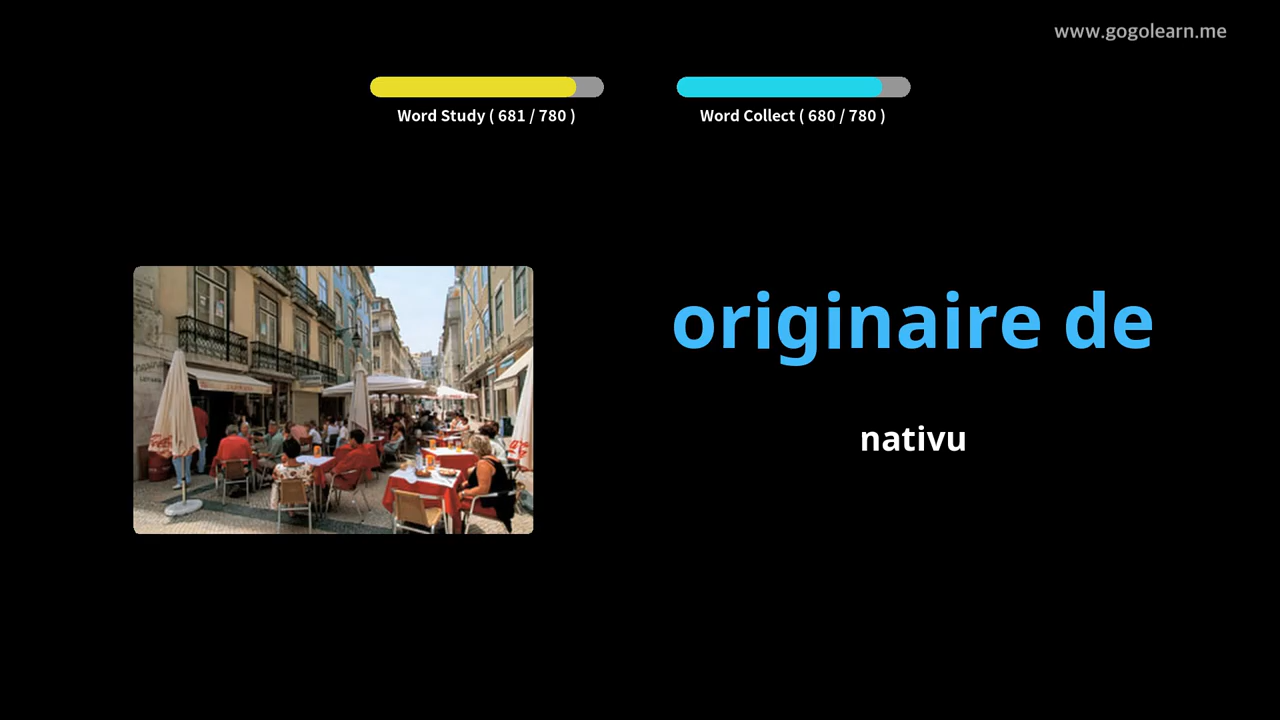 www.gogolearn.me
Word Study ( 681 / 780 )
Word Collect ( 680 / 780 )
originaire de
nativu